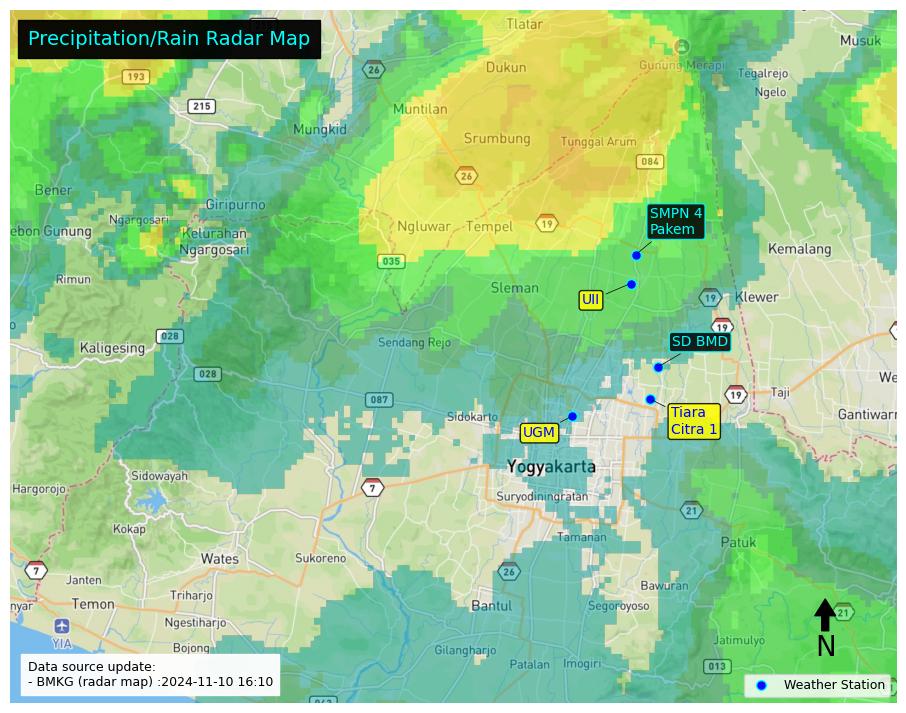 Precipitation/Rain Radar Map
Tlatar
Musuk
Gunung Merapi
26
Dukun
Tegalrejo
193
Ngelo
215
Muntilan
Mungkid
Srumbung
Tunggal Arum
084
26
Bener
Giripurno
SMPN 4
Pakem
Ngargosari
Ngluwar
Tempel
19
ebon Gunung
Kelurahan
Ngargosari
Kemalang
035
Rimun
Sleman
UII
19
Klewer
19
028
Sendang Rejo
SD BMD
Kaligesing
We
028
19
Taji
087
Sidokarto
Tiara
Citra 1
Gantiwarn
UGM
Yogyakarta
Sidowayah
Hargorojo
7
Suryodiningratan
21
Kokap
Tamanan
Patuk
Wates
Sukoreno
7
Janten
26
Bawuran
Triharjo
nyar
Temon
Bantul
Segoroyoso
21
Ngestiharjo
YIA
N
Bojong
Gilangharjo
Jatimulyo
Patalan
Imogiri
013
Data source update:
- BMKG (radar map) :2024-11-10 16:10
Weather Station